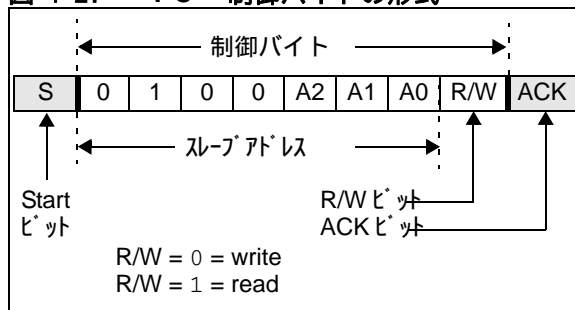 制御バイト
S 0 1 0 0 A2 A1 A0 R/W ACK
スレーブ アドレス
Start
ビット
R/W ビット
ACK ビット
R/W = 0 = write
R/W = 1 = read